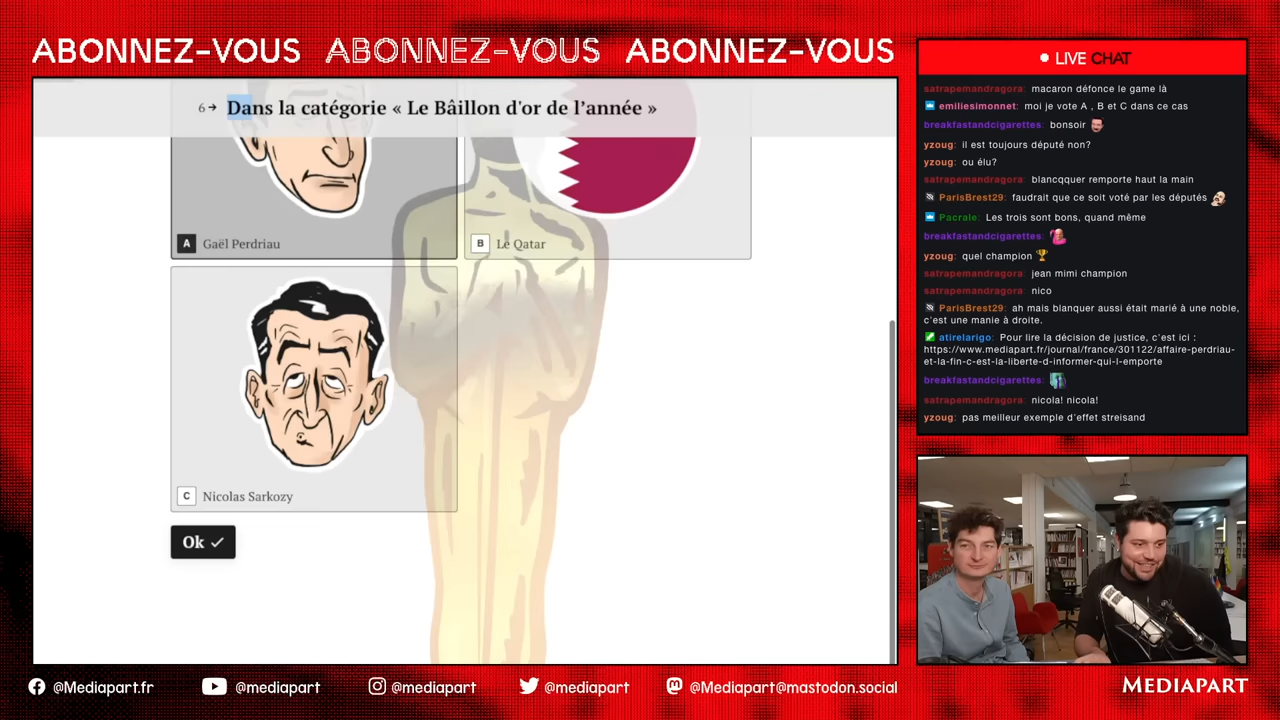 ABONNEZ-VOUS ABONNEZ-VOUS ABONNEZ-VOUS
6→ Dans la catégorie « Le Bâillon d'or de l'année »
A Gaël Perdriau
B Le Qatar
C Nicolas Sarkozy
Ok ✓
LIVE CHAT
satrapemandragora: macaron défonce le game là
emiliesimonnet: moi je vote A , B et C dans ce cas
breakfastandcigarettes: bonsoir
yzoug: il est toujours député non?
yzoug: ou élu?
satrapemandragora: blancqquer remporte haut la main
ParisBrest29: faudrait que ce soit voté par les députés
Pacrale: Les trois sont bons, quand même
breakfastandcigarettes:
yzoug: quel champion 🏆
satrapemandragora: jean mimi champion
satrapemandragora: nico
ParisBrest29: ah mais blanquer aussi était marié à une noble,
c'est une manie à droite.
atirelarigo: Pour lire la décision de justice, c'est ici :
https://www.mediapart.fr/journal/france/301122/affaire-perdriau-
et-la-fin-c-est-la-liberte-d-informer-qui-l-emporte
breakfastandcigarettes:
satrapemandragora: nicola! nicola!
yzoug: pas meilleur exemple d'effet streisand
@Mediapart.fr @mediapart @mediapart @mediapart @Mediapart@mastodon.social
MEDIAPART